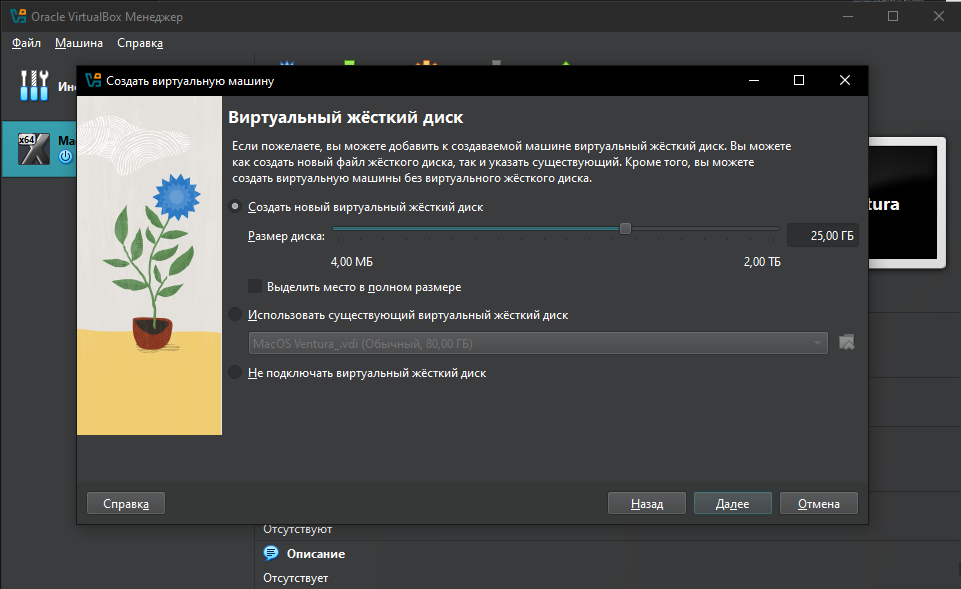 Oracle VirtualBox Менеджер
Файл Машина Справка
Создать виртуальную машину
Виртуальный жёсткий диск
Если пожелаете, вы можете добавить к создаваемой машине виртуальный жёсткий диск. Вы можете
как создать новый файл жёсткого диска, так и указать существующий. Кроме того, вы можете
создать виртуальную машины без виртуального жёсткого диска.
x64
Создать новый виртуальный жёсткий диск
Размер диска: 25,00 ГБ
4,00 МБ 2,00 ТБ
Выделить место в полном размере
Использовать существующий виртуальный жёсткий диск
MacOS Ventura_.vdi (Обычный, 80,00 ГБ)
Не подключать виртуальный жёсткий диск
Справка Назад Далее Отмена
Отсутствуют
Описание
Отсутствует